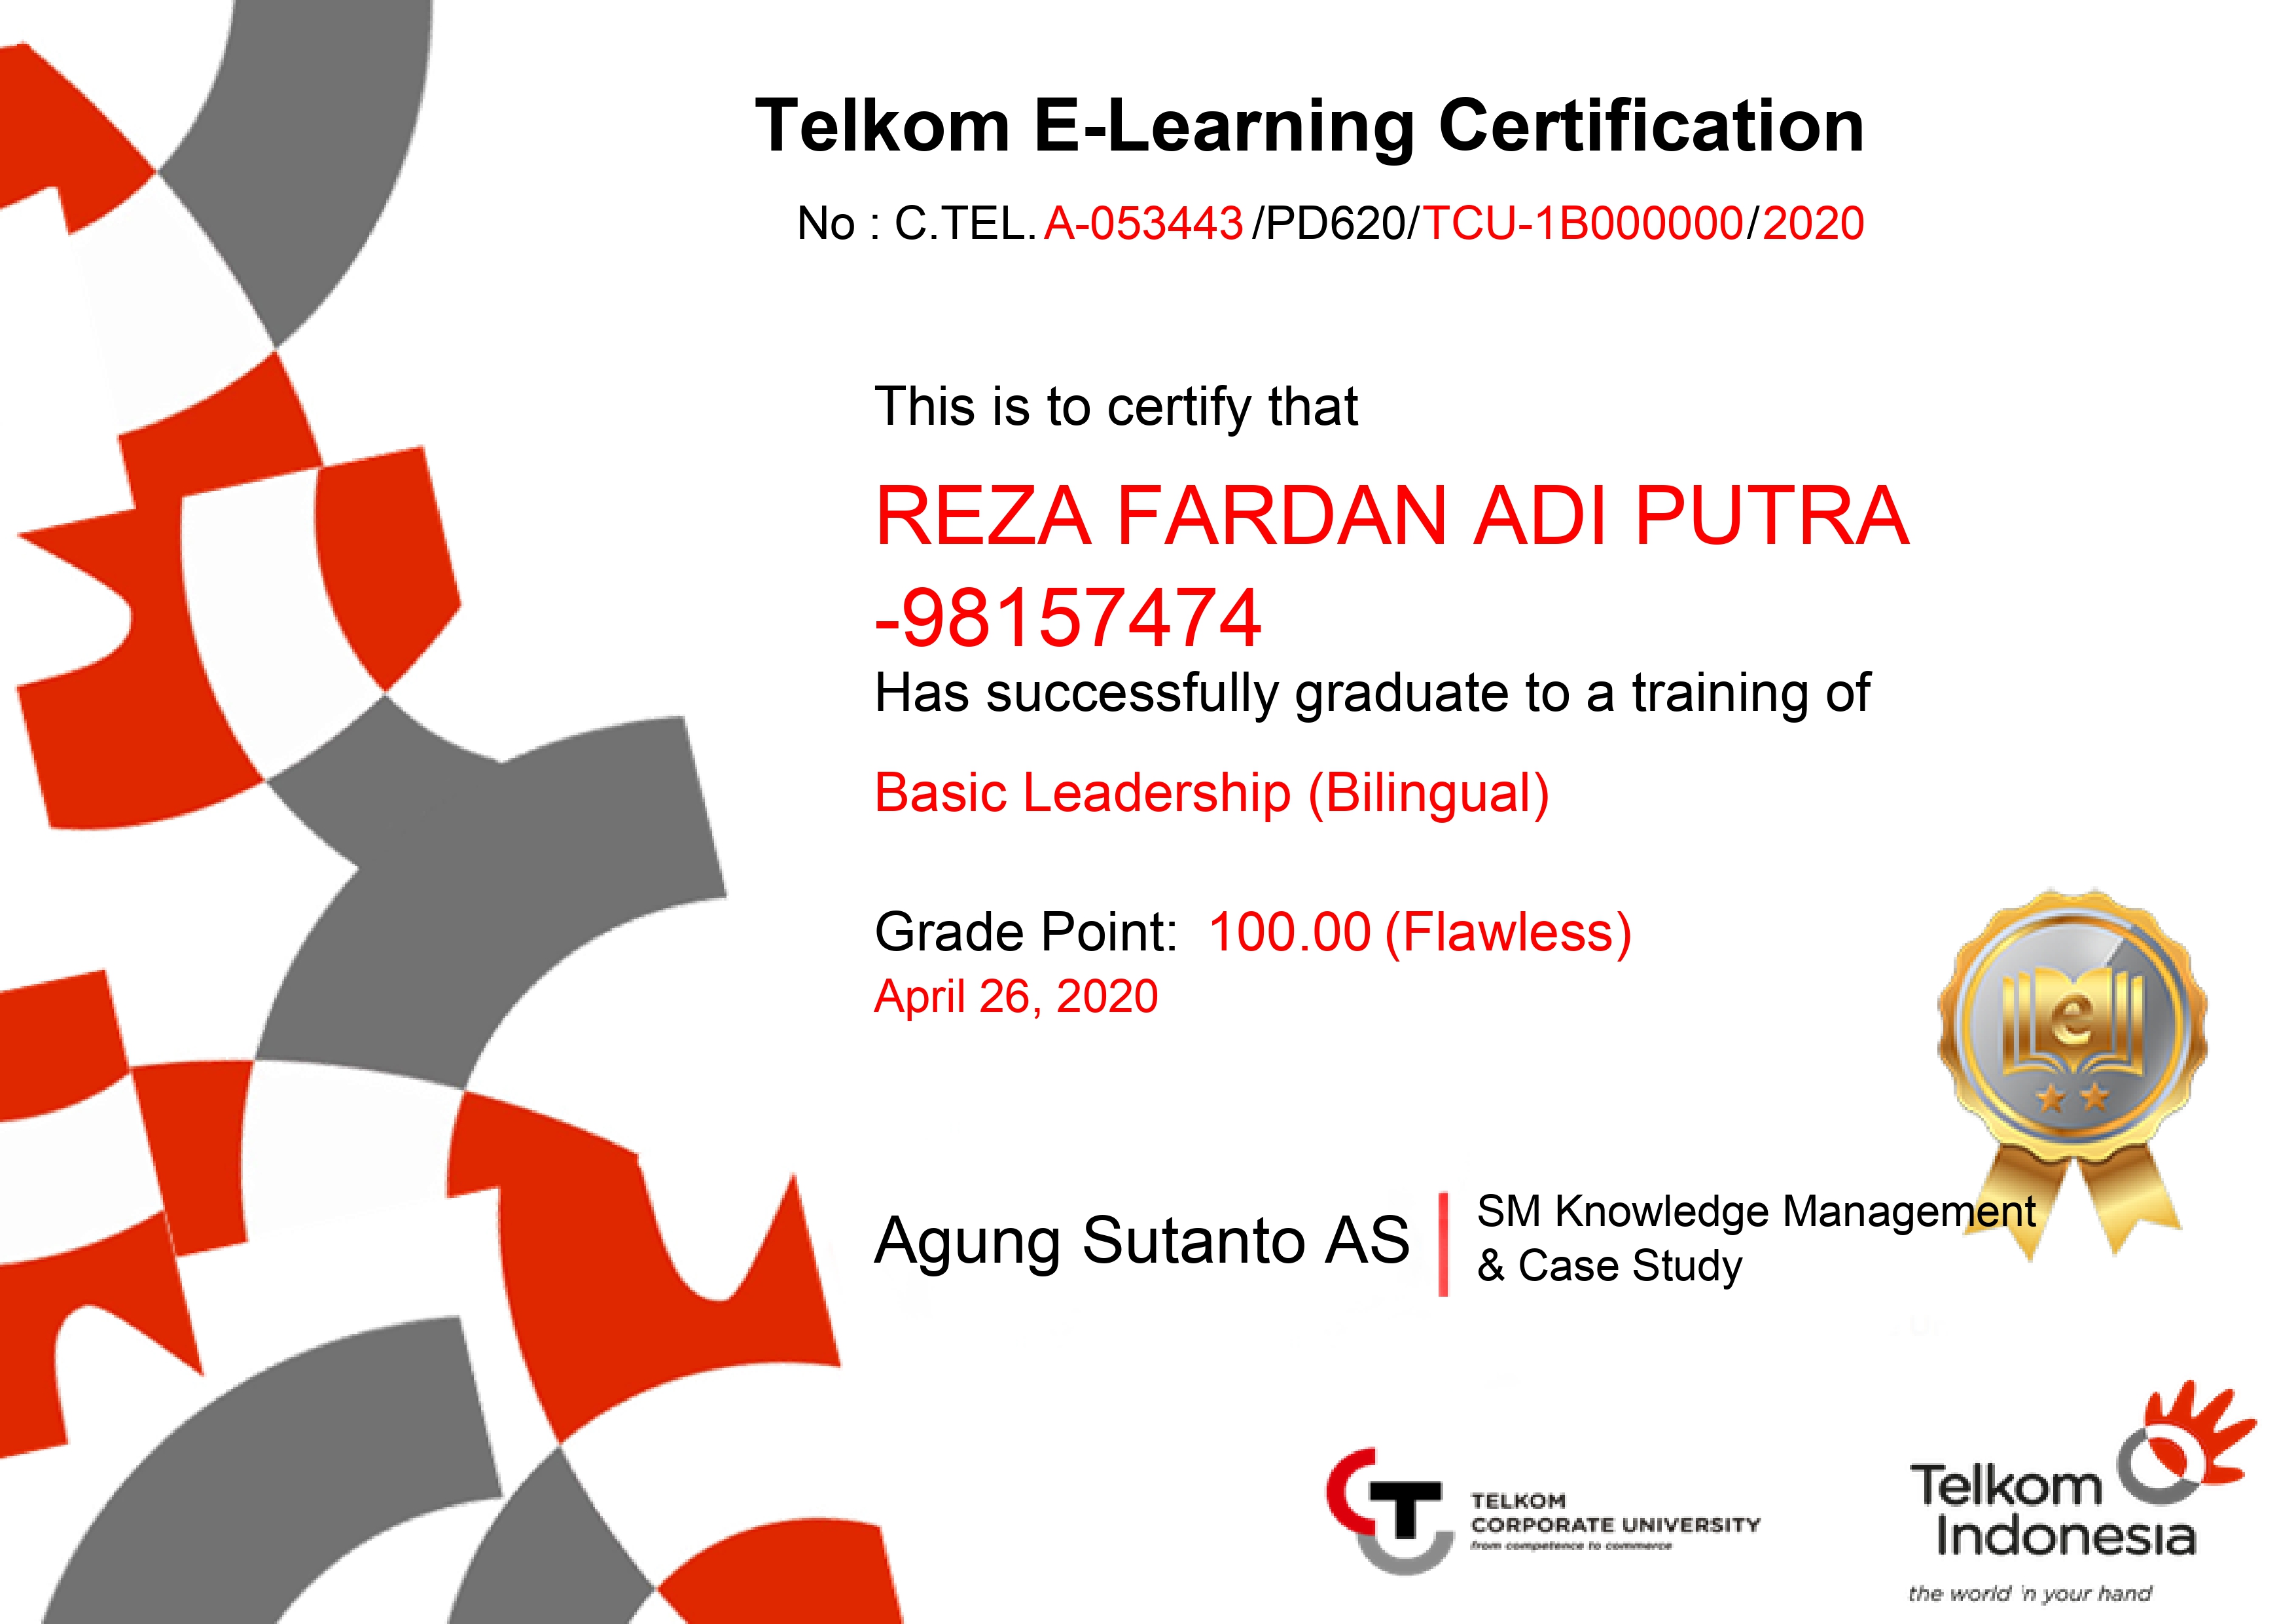 Telkom E-Learning Certification
No : C.TEL. A-053443 /PD620/TCU-1B000000/2020
This is to certify that
REZA FARDAN ADI PUTRA
-98157474
Has successfully graduate to a training of
Basic Leadership (Bilingual)
Grade Point: 100.00 (Flawless)
April 26, 2020
e
Agung Sutanto AS
SM Knowledge Management
& Case Study
TELKOM
CORPORATE UNIVERSITY
from competence to commerce
Telkom
Indonesia
the world in your hand